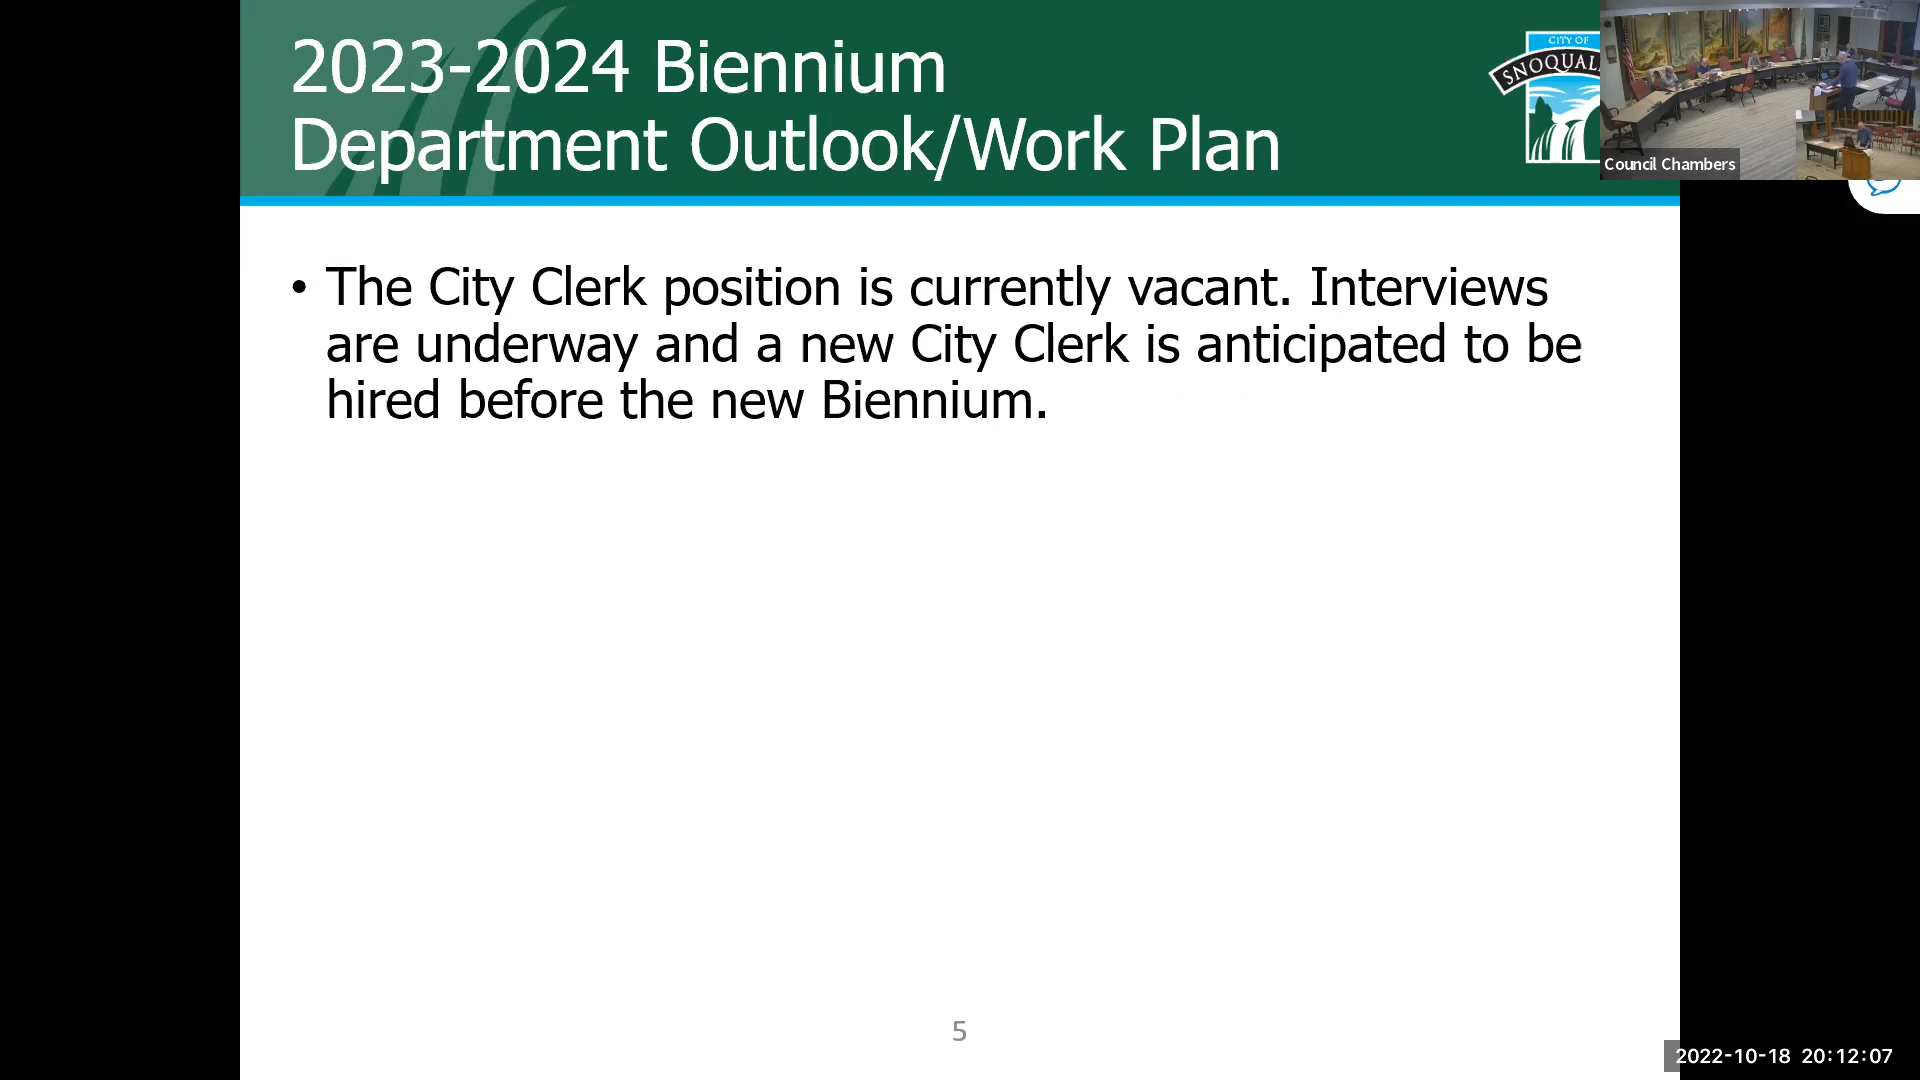 2023-2024 Biennium
Department Outlook/Work Plan
CITY OF
Council Chambers
• The City Clerk position is currently vacant. Interviews
are underway and a new City Clerk is anticipated to be
hired before the new Biennium.
5
2022-10-18 20:12:07